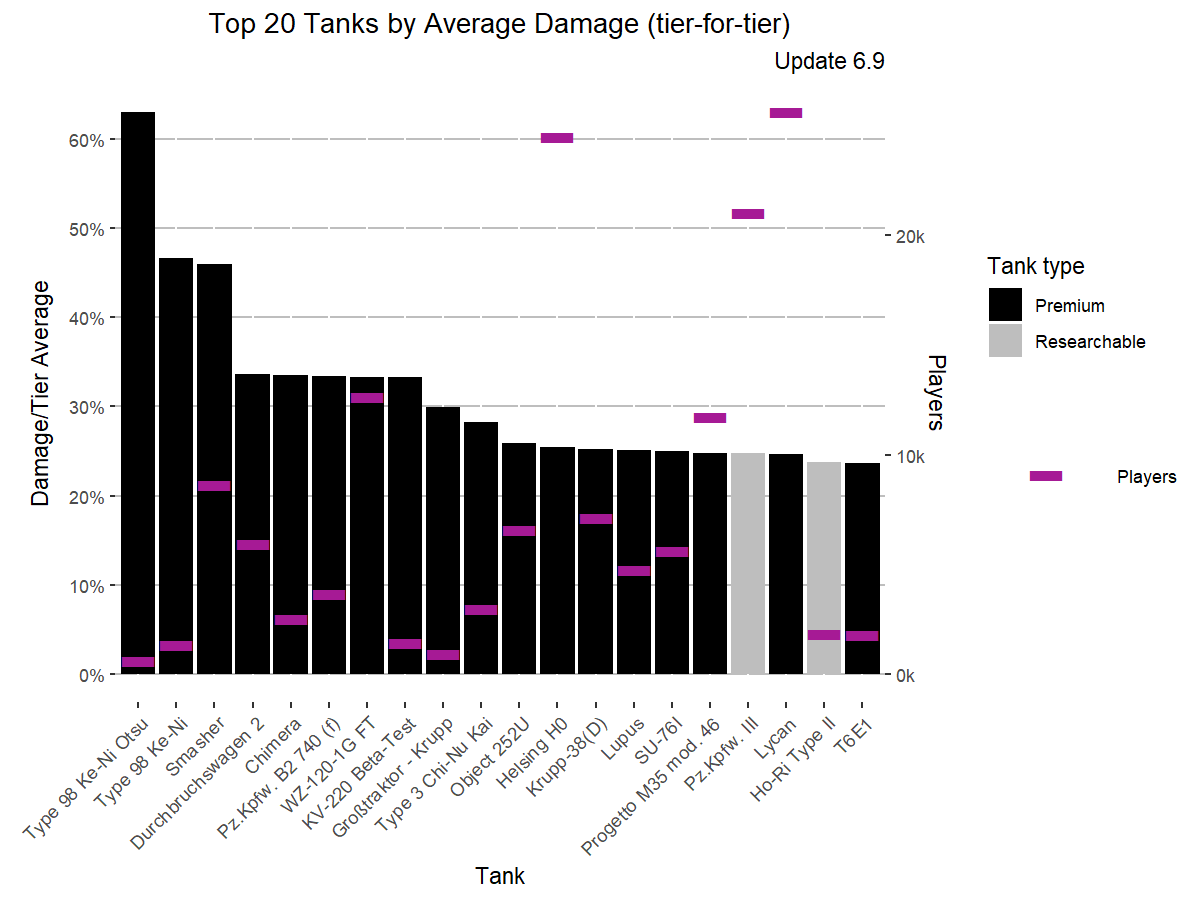 Top 20 Tanks by Average Damage (tier-for-tier)
Update 6.9
Damage/Tier Average
60%
50%
40%
30%
20%
10%
0%
20k
10k
0k
Players
Type 98 Ke-Ni Otsu
Type 98 Ke-Ni
Smasher
Durchbruchswagen 2
Chimera
Pz.Kpfw. B2 740 (f)
WZ-120-1G FT
KV-220 Beta-Test
Großtraktor - Krupp
Type 3 Chi-Nu Kai
Object 252U
Helsing H0
Krupp-38(D)
Lupus
SU-76I
Progetto M35 mod. 46
Pz.Kpfw. III
Lycan
Ho-Ri Type II
T6E1
Tank
Tank type
Premium
Researchable
Players